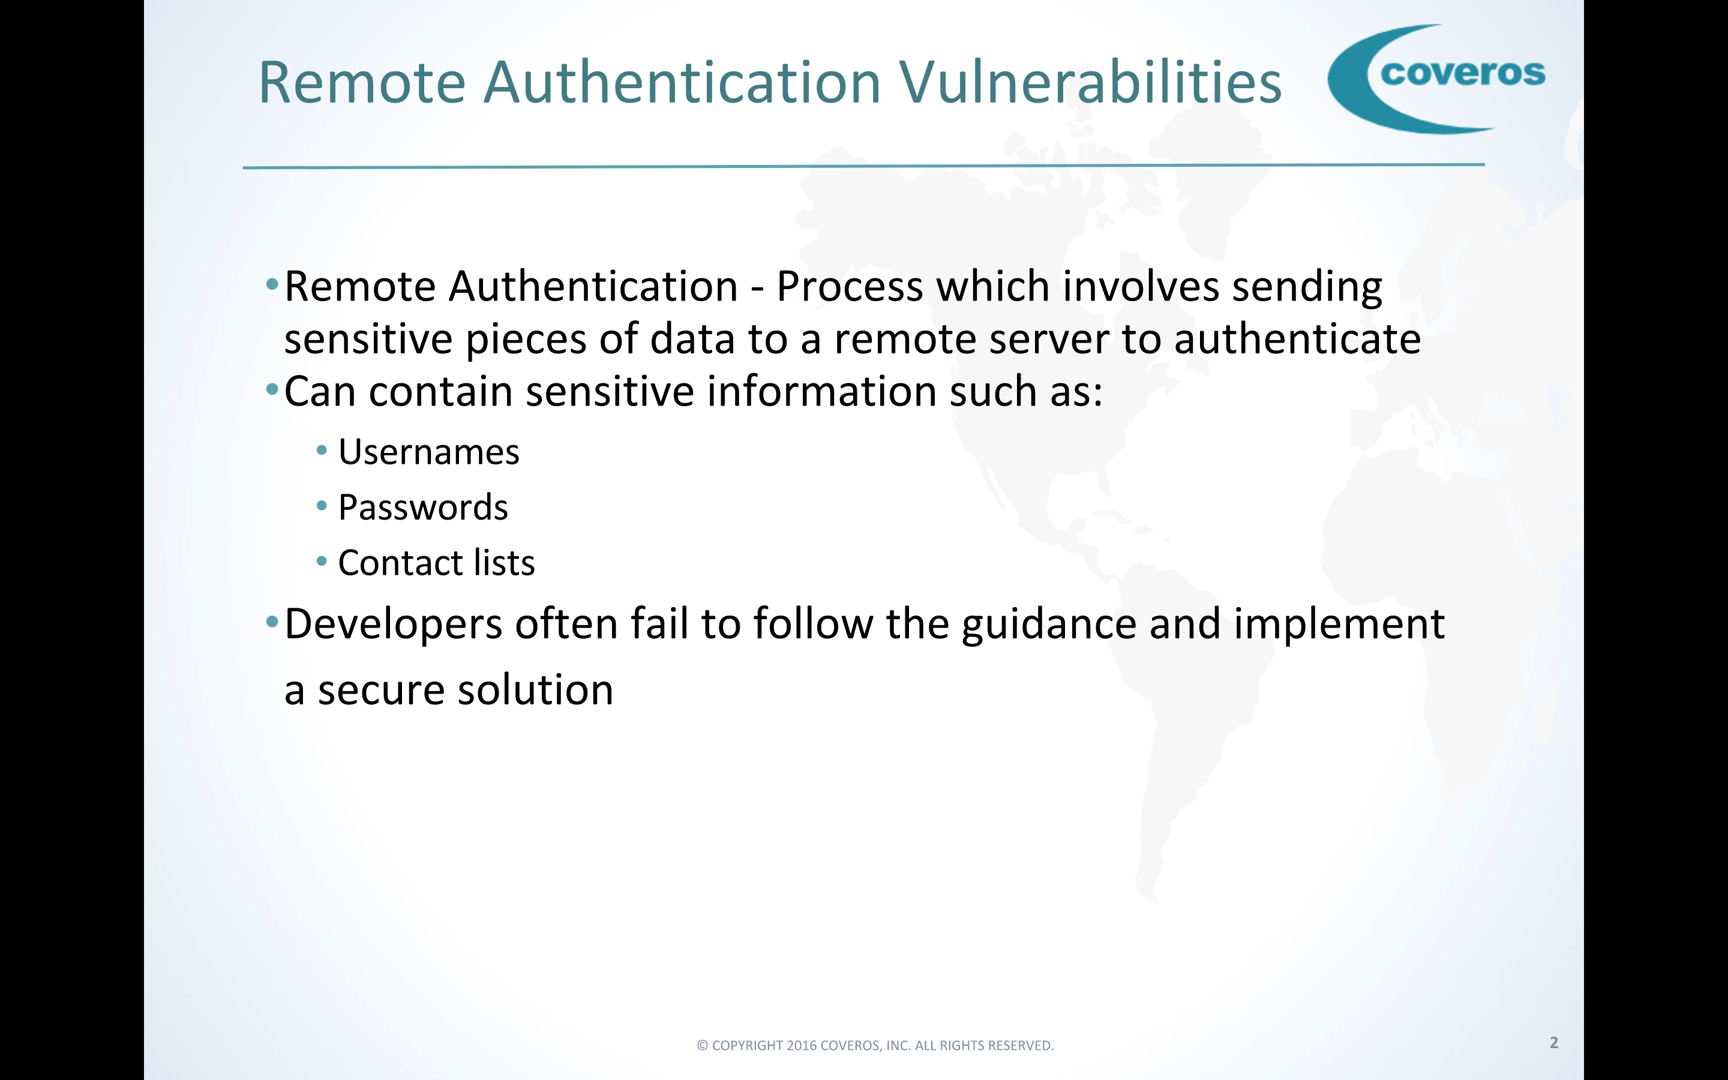 Remote Authentication Vulnerabilities
coveros
•Remote Authentication - Process which involves sending
sensitive pieces of data to a remote server to authenticate
•Can contain sensitive information such as:
• Usernames
• Passwords
• Contact lists
•Developers often fail to follow the guidance and implement
a secure solution
© COPYRIGHT 2016 COVEROS, INC. ALL RIGHTS RESERVED.
2